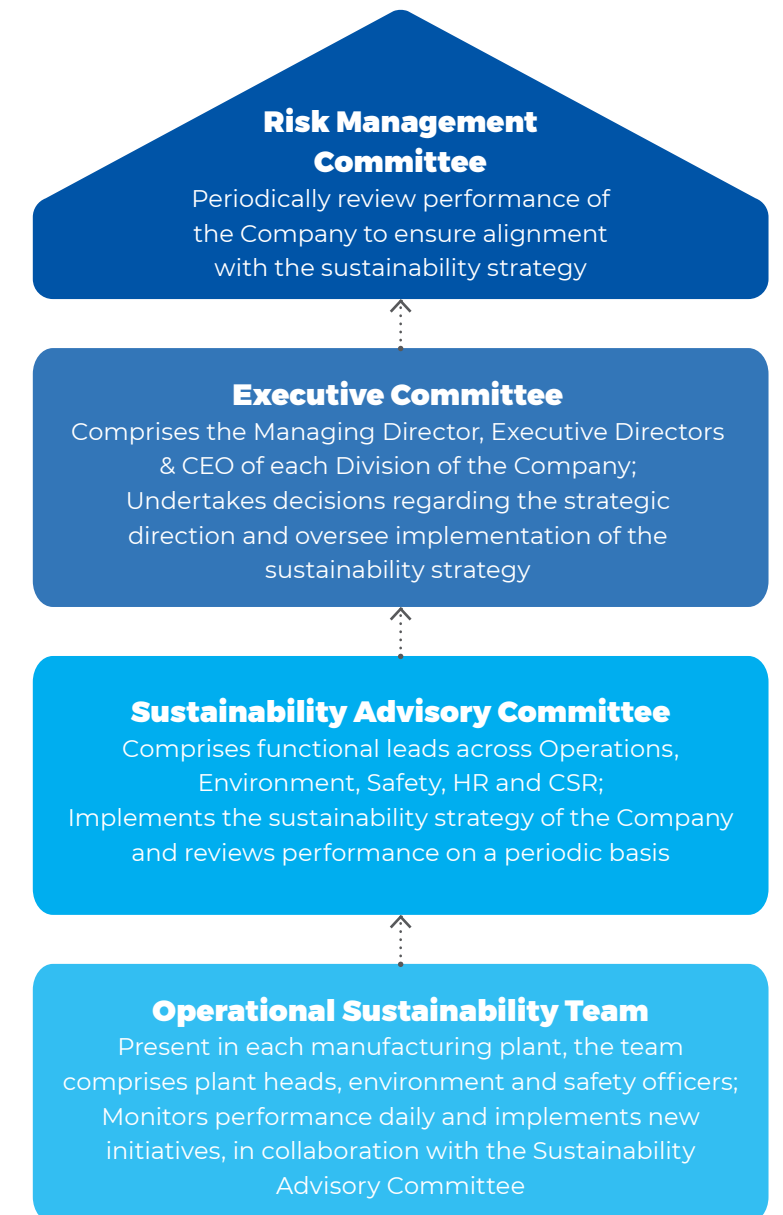 Risk Management
Committee
Periodically review performance of
the Company to ensure alignment
with the sustainability strategy
Executive Committee
Comprises the Managing Director, Executive Directors
& CEO of each Division of the Company;
Undertakes decisions regarding the strategic
direction and oversee implementation of the
sustainability strategy
Sustainability Advisory Committee
Comprises functional leads across Operations,
Environment, Safety, HR and CSR;
Implements the sustainability strategy of the Company
and reviews performance on a periodic basis
Operational Sustainability Team
Present in each manufacturing plant, the team
comprises plant heads, environment and safety officers;
Monitors performance daily and implements new
initiatives, in collaboration with the Sustainability
Advisory Committee